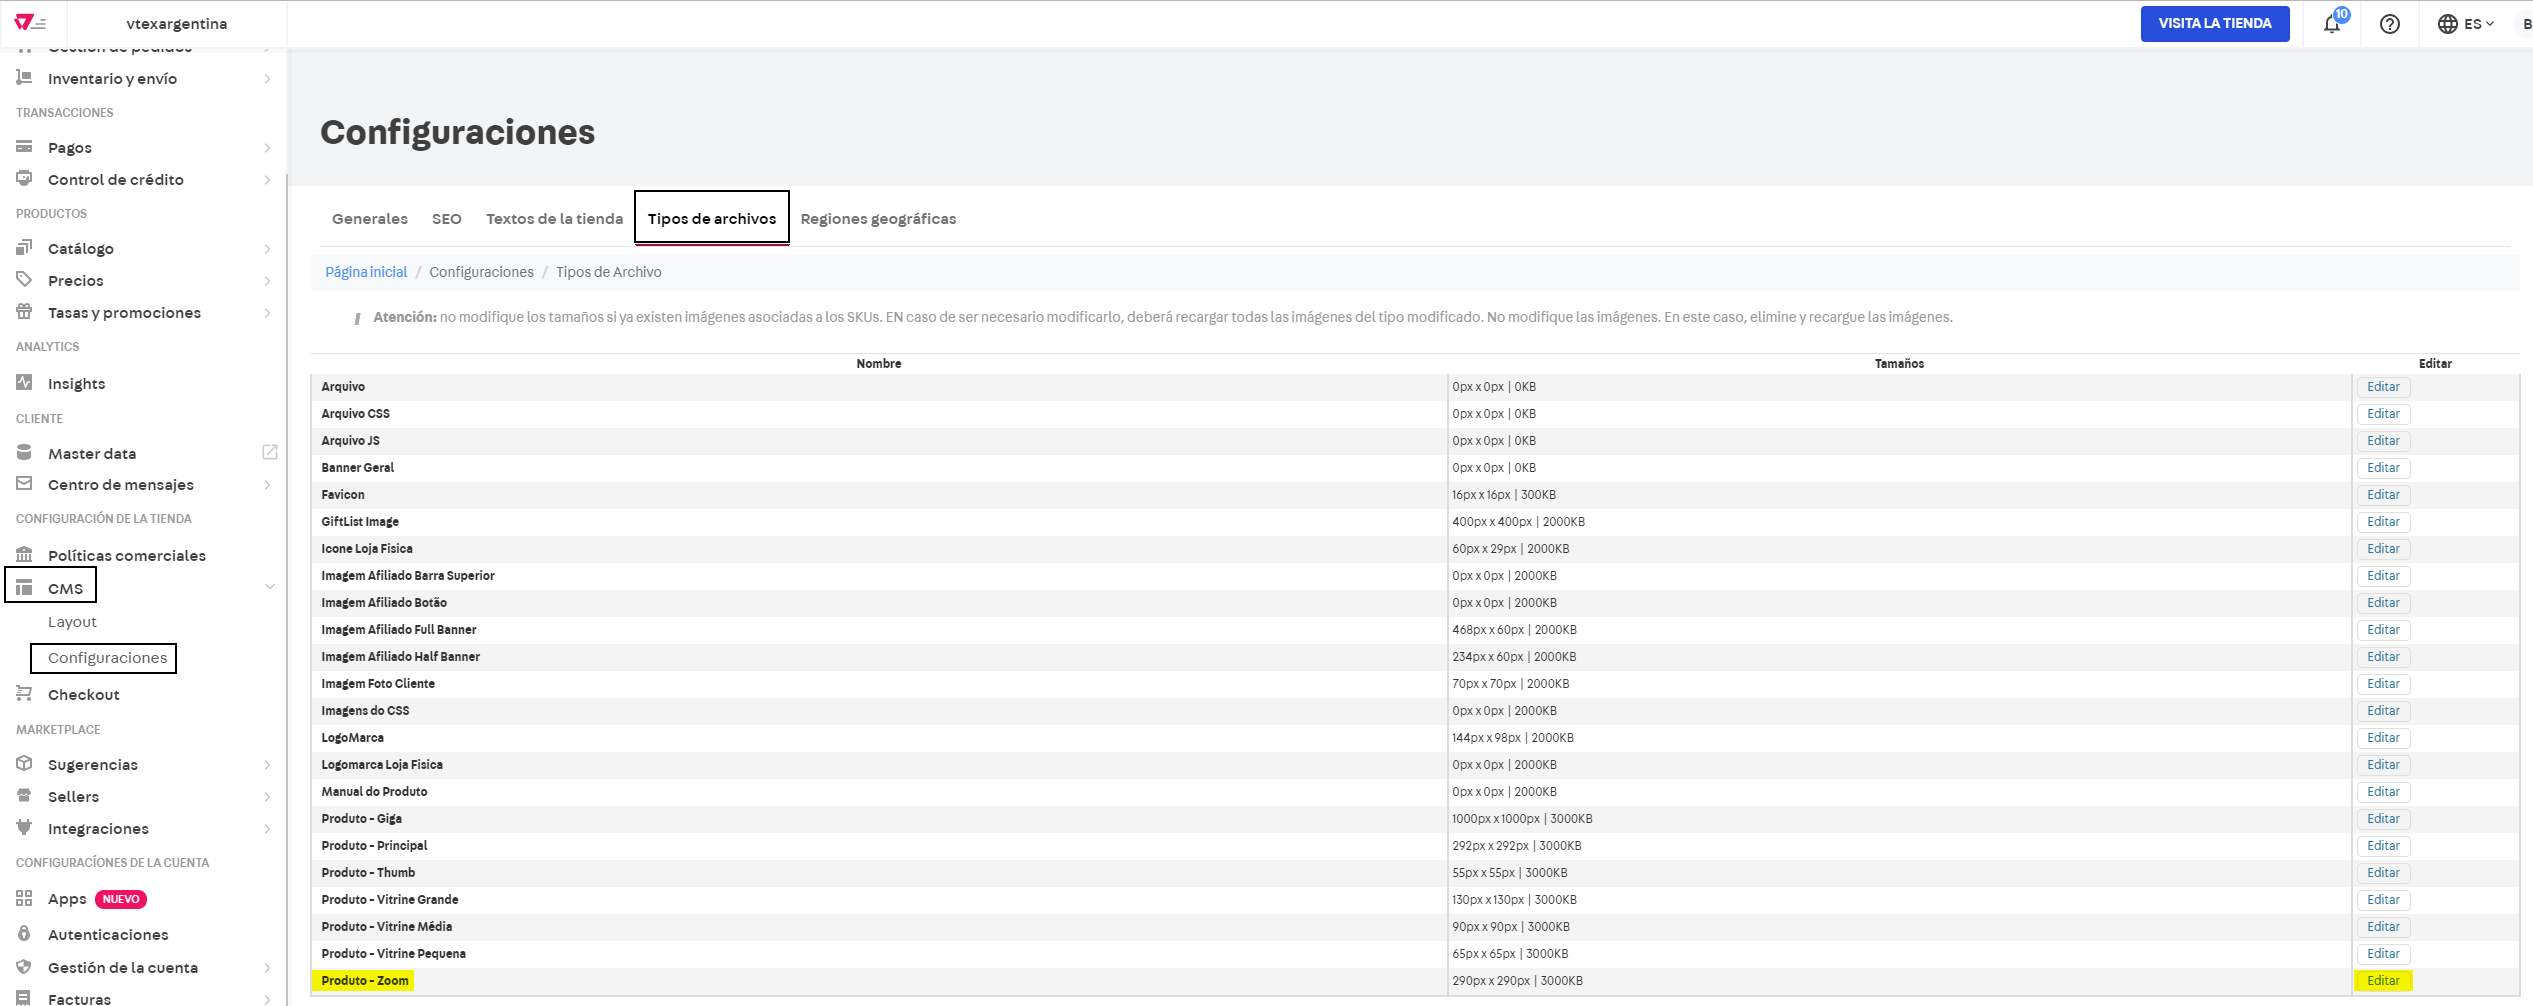 vtexargentina
VISITA LA TIENDA
10
ES
B
Gestión de pedidos
Inventario y envío
TRANSACCIONES
Pagos
Control de crédito
PRODUCTOS
Catálogo
Precios
Tasas y promociones
ANALYTICS
Insights
CLIENTE
Master data
Centro de mensajes
CONFIGURACIÓN DE LA TIENDA
Políticas comerciales
CMS
Layout
Configuraciones
Checkout
MARKETPLACE
Sugerencias
Sellers
Integraciones
CONFIGURACÍONES DE LA CUENTA
Apps NUEVO
Autenticaciones
Gestión de la cuenta
Facturas
Configuraciones
Generales SEO Textos de la tienda Tipos de archivos Regiones geográficas
Página inicial / Configuraciones / Tipos de Archivo
Atención: no modifique los tamaños si ya existen imágenes asociadas a los SKUs. EN caso de ser necesario modificarlo, deberá recargar todas las imágenes del tipo modificado. No modifique las imágenes. En este caso, elimine y recargue las imágenes.
Nombre Tamaños Editar
Arquivo 0px x 0px | 0KB Editar
Arquivo CSS 0px x 0px | 0KB Editar
Arquivo JS 0px x 0px | 0KB Editar
Banner Geral 0px x 0px | 0KB Editar
Favicon 16px x 16px | 300KB Editar
GiftList Image 400px x 400px | 2000KB Editar
Icone Loja Fisica 60px x 29px | 2000KB Editar
Imagem Afiliado Barra Superior 0px x 0px | 2000KB Editar
Imagem Afiliado Botão 0px x 0px | 2000KB Editar
Imagem Afiliado Full Banner 468px x 60px | 2000KB Editar
Imagem Afiliado Half Banner 234px x 60px | 2000KB Editar
Imagem Foto Cliente 70px x 70px | 2000KB Editar
Imagens do CSS 0px x 0px | 2000KB Editar
LogoMarca 144px x 98px | 2000KB Editar
Logomarca Loja Fisica 0px x 0px | 2000KB Editar
Manual do Produto 0px x 0px | 2000KB Editar
Produto - Giga 1000px x 1000px | 3000KB Editar
Produto - Principal 292px x 292px | 3000KB Editar
Produto - Thumb 55px x 55px | 3000KB Editar
Produto - Vitrine Grande 130px x 130px | 3000KB Editar
Produto - Vitrine Média 90px x 90px | 3000KB Editar
Produto - Vitrine Pequena 65px x 65px | 3000KB Editar
Produto - Zoom 290px x 290px | 3000KB Editar